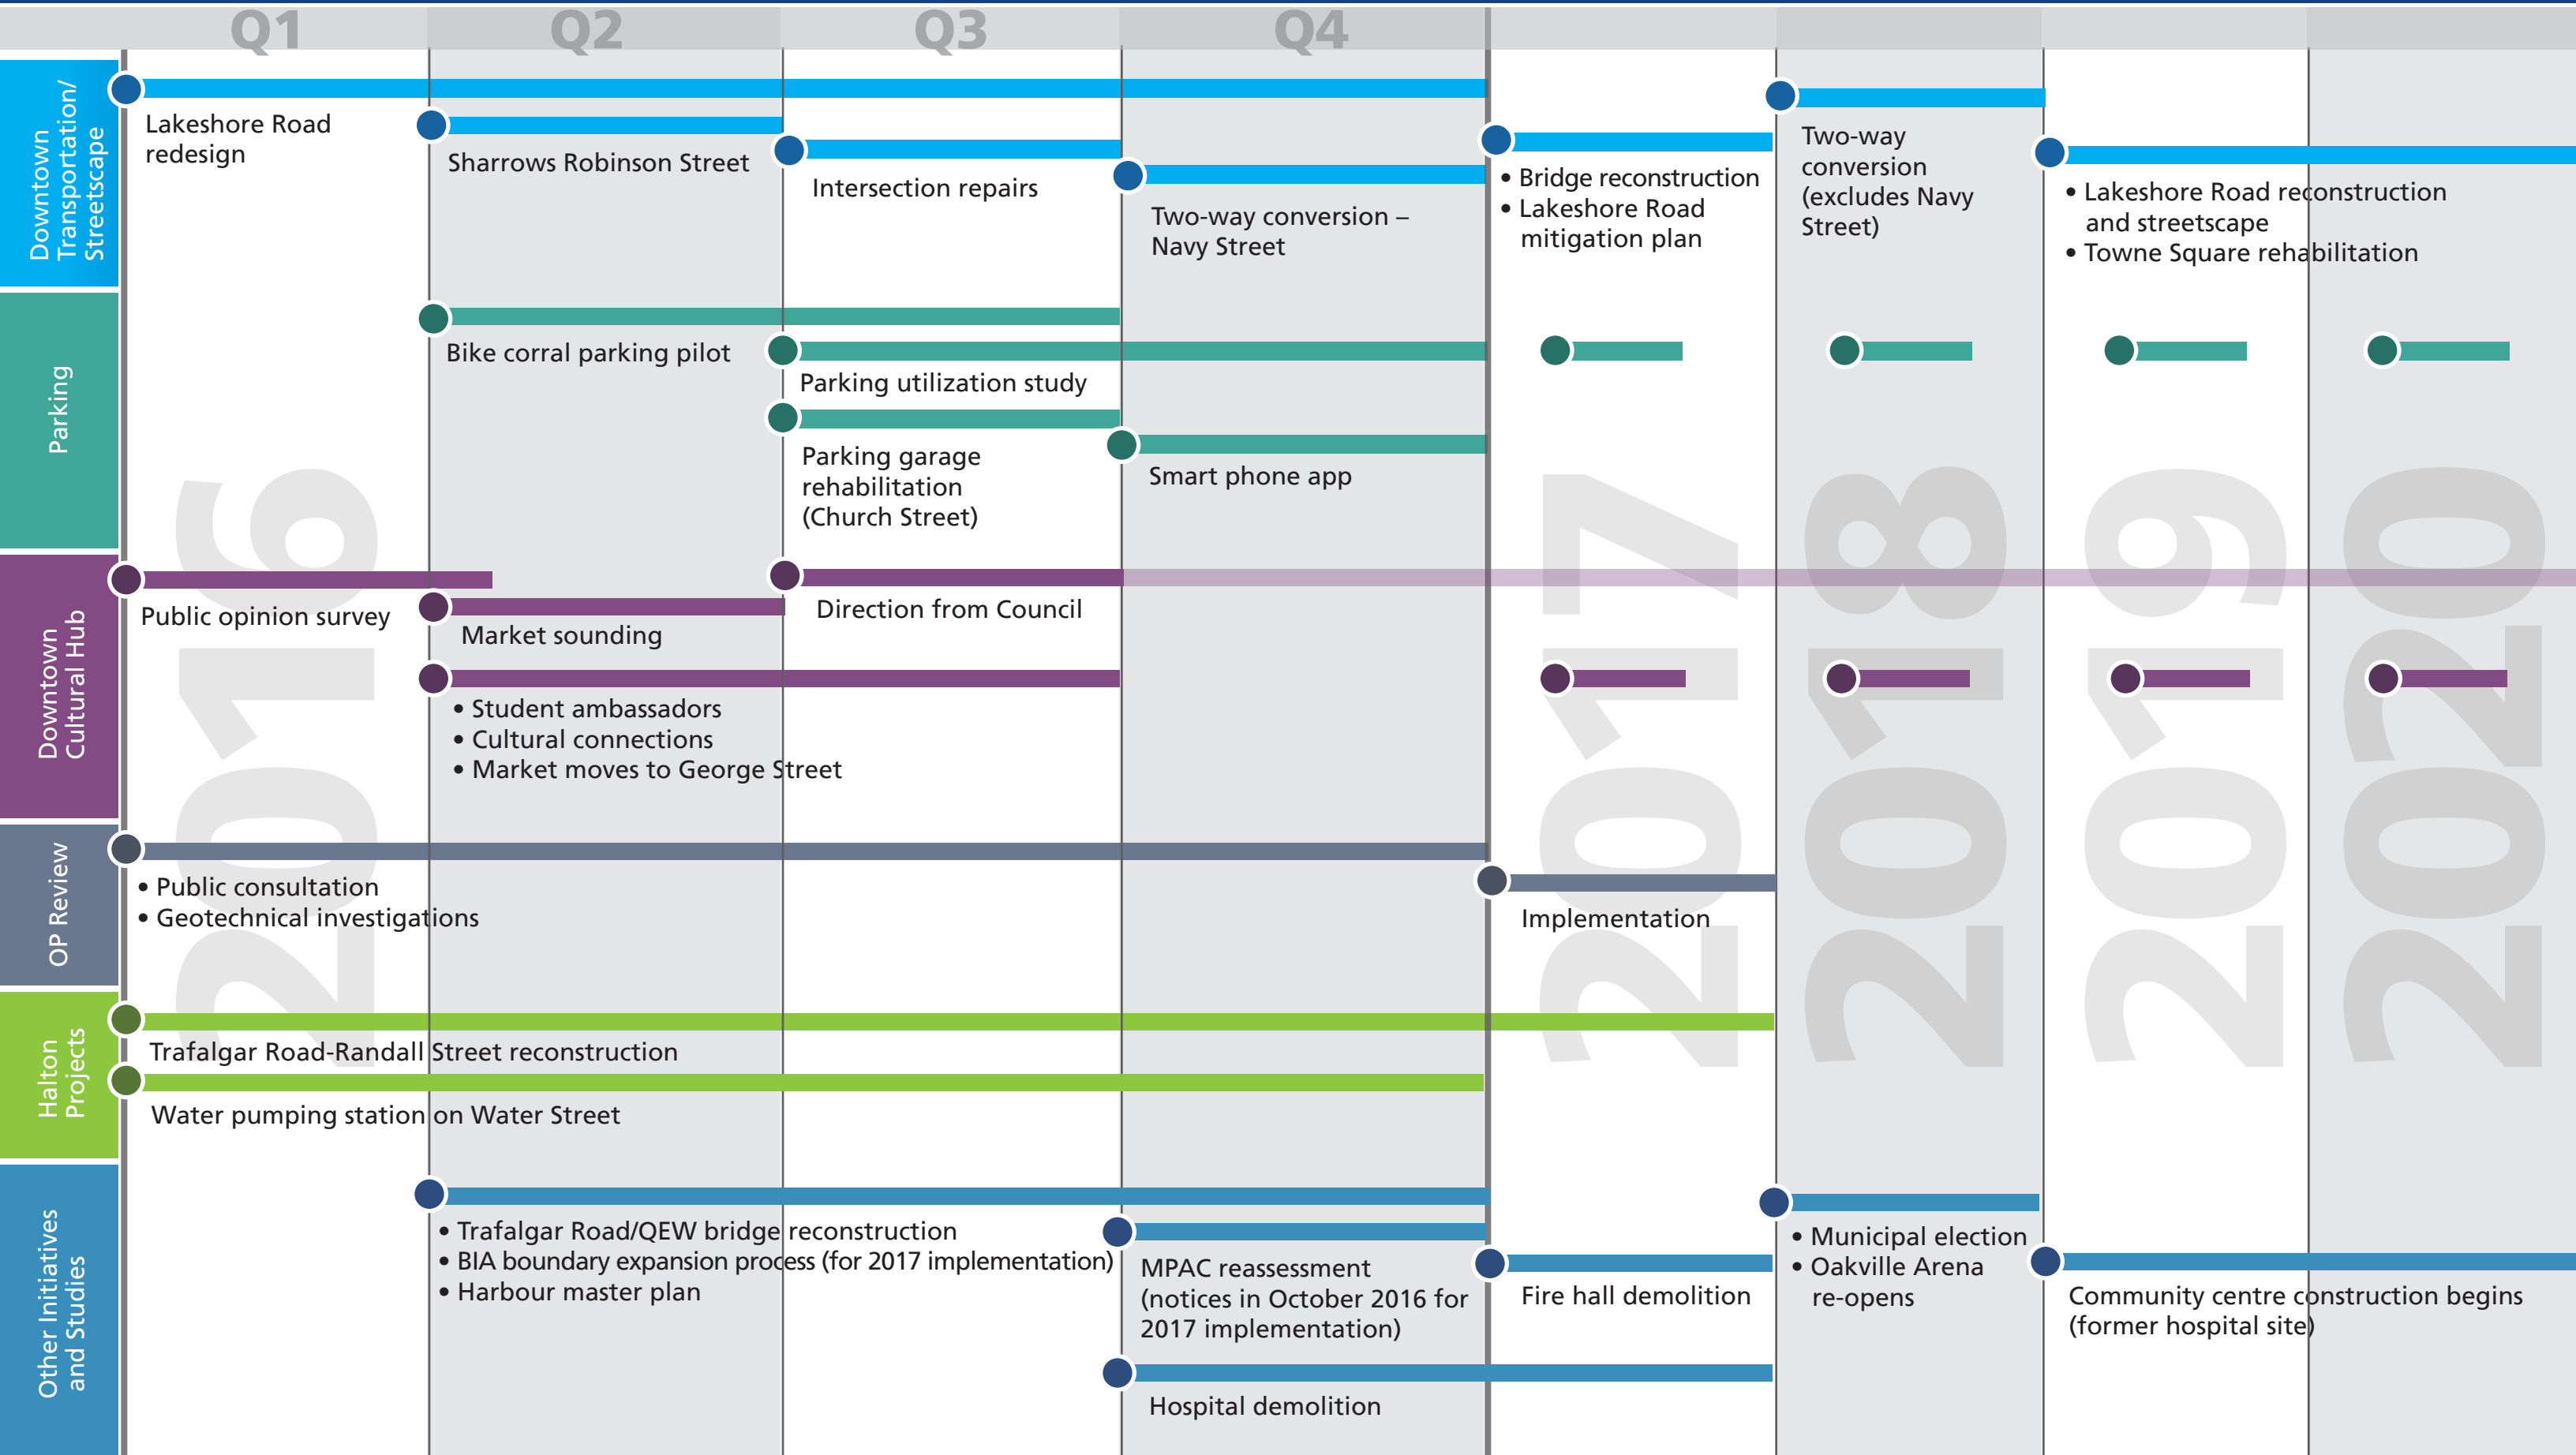 Q1
Q2
Q3
Q4
Downtown
Transportation/
Streetscape
Lakeshore Road
redesign
Sharrows Robinson Street
Intersection repairs
Two-way conversion –
Navy Street
• Bridge reconstruction
• Lakeshore Road
mitigation plan
Two-way
conversion
(excludes Navy
Street)
• Lakeshore Road reconstruction
and streetscape
• Towne Square rehabilitation
Parking
Bike corral parking pilot
Parking utilization study
Parking garage
rehabilitation
(Church Street)
Smart phone app
2016
2017
2018
2019
2020
Downtown
Cultural Hub
Public opinion survey
Market sounding
Direction from Council
• Student ambassadors
• Cultural connections
• Market moves to George Street
OP Review
• Public consultation
• Geotechnical investigations
Implementation
Halton
Projects
Trafalgar Road-Randall Street reconstruction
Water pumping station on Water Street
Other Initiatives
and Studies
• Trafalgar Road/QEW bridge reconstruction
• BIA boundary expansion process (for 2017 implementation)
• Harbour master plan
MPAC reassessment
(notices in October 2016 for
2017 implementation)
Hospital demolition
Fire hall demolition
• Municipal election
• Oakville Arena
re-opens
Community centre construction begins
(former hospital site)